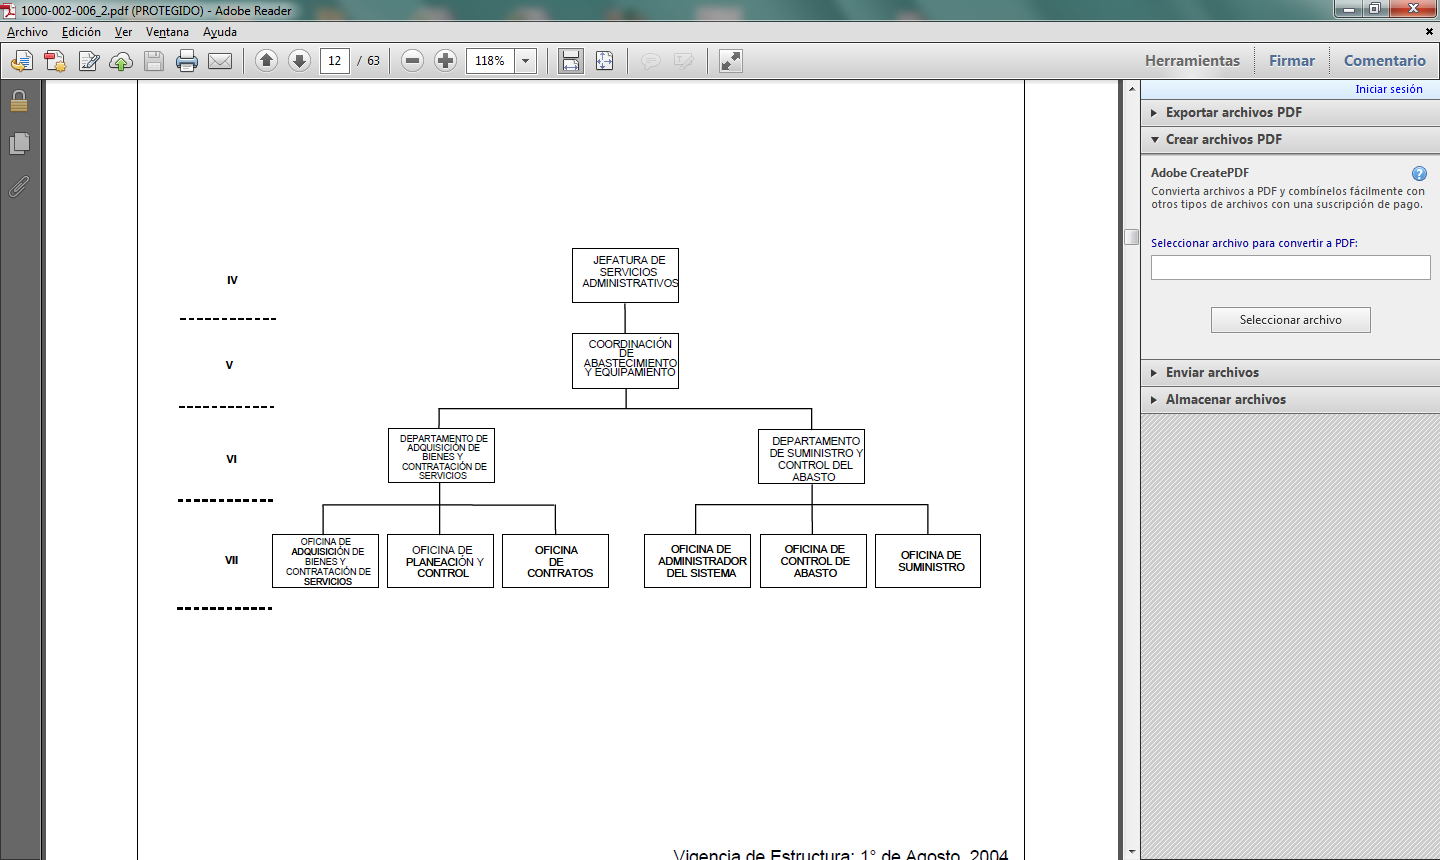 1000-002-006_2.pdf (PROTEGIDO) - Adobe Reader
Archivo Edición Ver Ventana Ayuda
12 / 63 118% Herramientas Firmar Comentario
Iniciar sesión
Exportar archivos PDF
Crear archivos PDF
Adobe CreatePDF
Convierta archivos a PDF y combínelos fácilmente con
otros tipos de archivos con una suscripción de pago.
Seleccionar archivo para convertir a PDF:
Seleccionar archivo
Enviar archivos
Almacenar archivos
IV
JEFATURA DE
SERVICIOS
ADMINISTRATIVOS
V
COORDINACIÓN
DE
ABASTECIMIENTO
Y EQUIPAMIENTO
VI
DEPARTAMENTO DE
ADQUISICIÓN DE
BIENES Y
CONTRATACIÓN DE
SERVICIOS
DEPARTAMENTO
DE SUMINISTRO Y
CONTROL DEL
ABASTO
VII
OFICINA DE
ADQUISICIÓN DE
BIENES Y
CONTRATACIÓN DE
SERVICIOS
OFICINA DE
PLANEACIÓN Y
CONTROL
OFICINA
DE
CONTRATOS
OFICINA DE
ADMINISTRADOR
DEL SISTEMA
OFICINA DE
CONTROL DE
ABASTO
OFICINA DE
SUMINISTRO
Vigencia de Estructura: 1° de Agosto, 2004